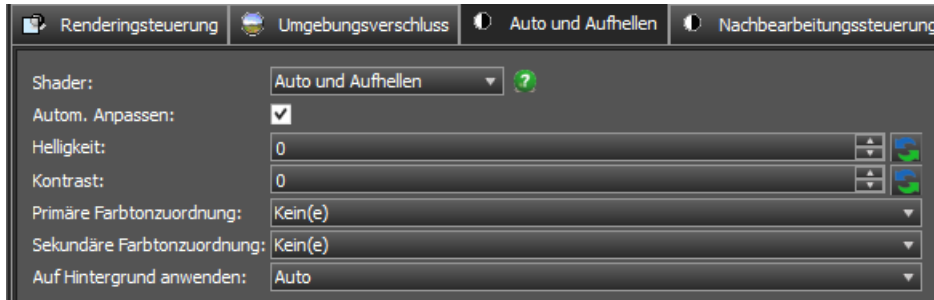 Renderingsteuerung Umgebungsverschluss Auto und Aufhellen Nachbearbeitungssteuerung
Shader: Auto und Aufhellen ?
Autom. Anpassen:
Helligkeit: 0
Kontrast: 0
Primäre Farbtonzuordnung: Kein(e)
Sekundäre Farbtonzuordnung: Kein(e)
Auf Hintergrund anwenden: Auto